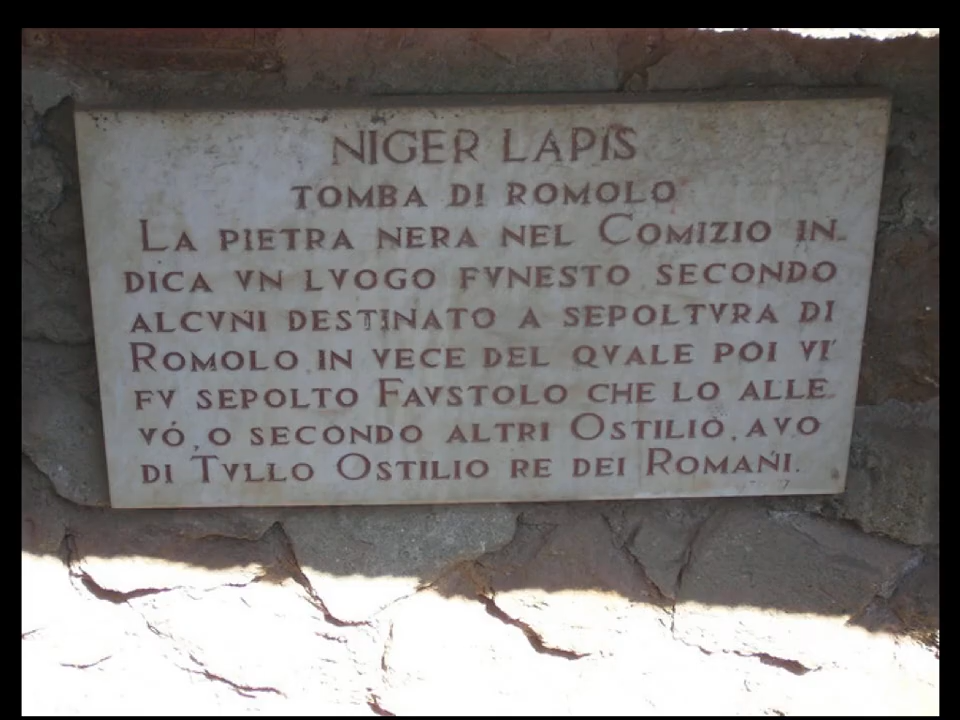 NIGER LAPIS
TOMBA DI ROMOLO
LA PIETRA NERA NEL COMIZIO IN-
DICA VN LVOGO FVNESTO SECONDO
ALCVNI DESTINATO A SEPOLTVRA DI
ROMOLO IN VECE DEL QVALE POI VI
FV SEPOLTO FAVSTOLO CHE LO ALLE-
VÓ, O SECONDO ALTRI OSTILIO, AVO
DI TVLLO OSTILIO RE DEI ROMANI.